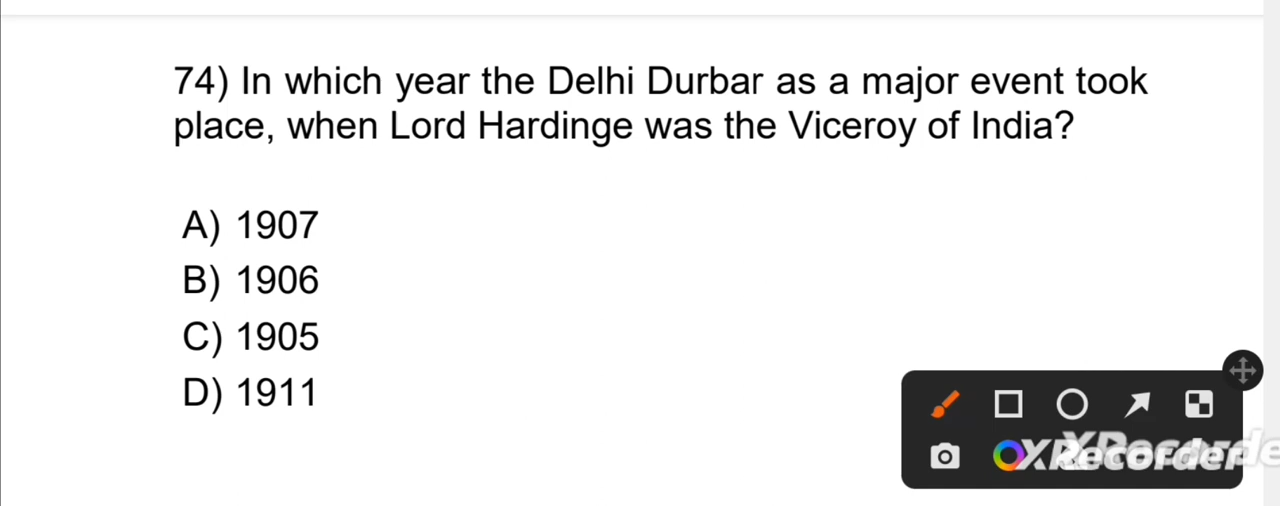 74) In which year the Delhi Durbar as a major event took
place, when Lord Hardinge was the Viceroy of India?
A) 1907
B) 1906
C) 1905
D) 1911
XRecorder